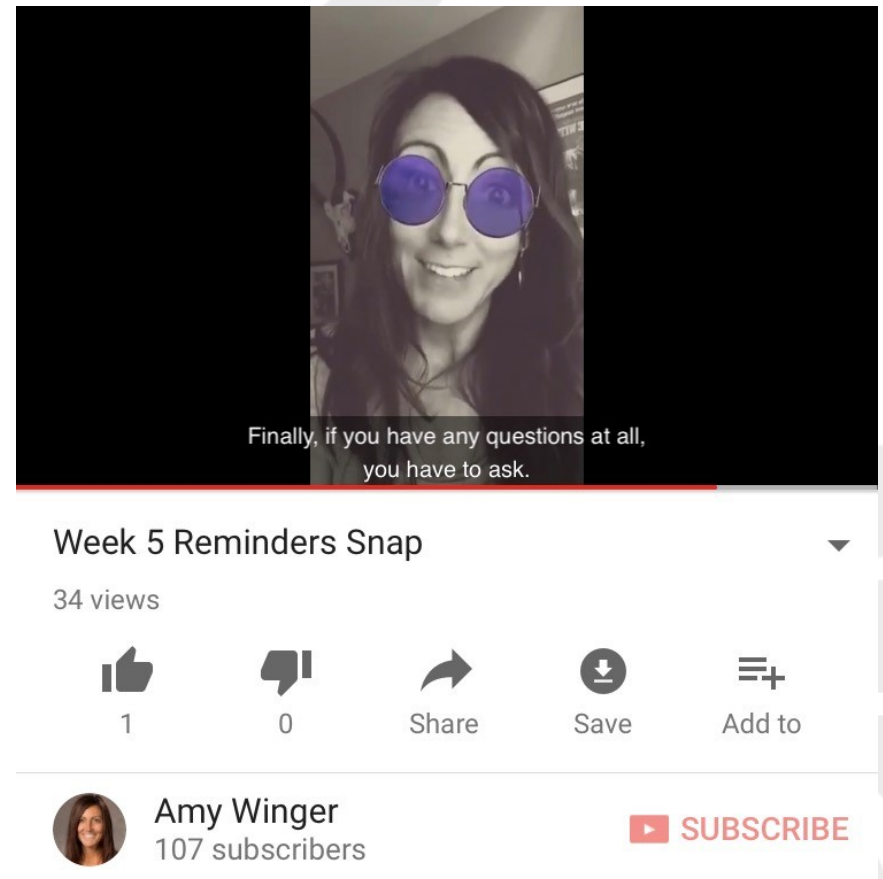 Finally, if you have any questions at all,
you have to ask.
Week 5 Reminders Snap
34 views
1
0
Share
Save
Add to
Amy Winger
107 subscribers
SUBSCRIBE